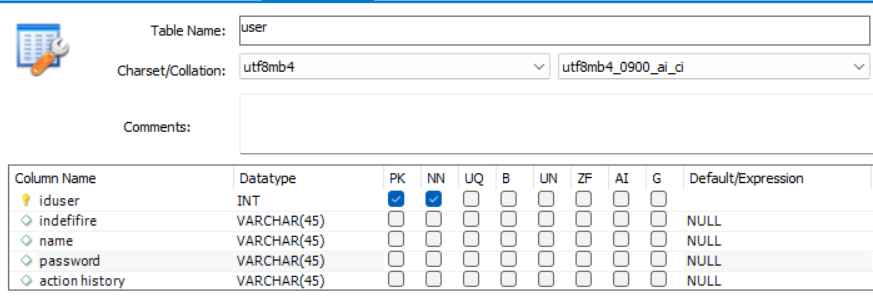 Table Name: user
Charset/Collation: utf8mb4 utf8mb4_0900_ai_ci
Comments:
Column Name Datatype PK NN UQ B UN ZF AI G Default/Expression
iduser INT
indefifire VARCHAR(45) NULL
name VARCHAR(45) NULL
password VARCHAR(45) NULL
action history VARCHAR(45) NULL